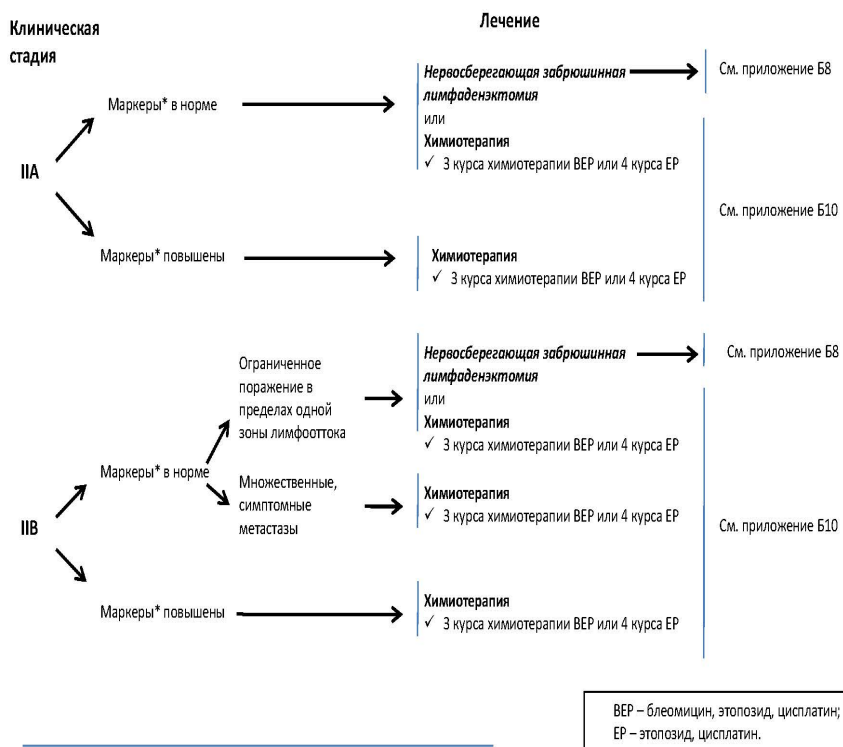 Клиническая
стадия
Лечение
IIA
Маркеры* в норме
Нервосберегающая забрюшинная
лимфаденэктомия
или
Химиотерапия
✓ 3 курса химиотерапии BEP или 4 курса EP
См. приложение Б8
Маркеры* повышены
Химиотерапия
✓ 3 курса химиотерапии BEP или 4 курса EP
См. приложение Б10
IIB
Маркеры* в норме
Ограниченное
поражение в
пределах одной
зоны лимфооттока
Нервосберегающая забрюшинная
лимфаденэктомия
или
Химиотерапия
✓ 3 курса химиотерапии BEP или 4 курса EP
См. приложение Б8
Множественные,
симптомные
метастазы
Химиотерапия
✓ 3 курса химиотерапии BEP или 4 курса EP
См. приложение Б10
Маркеры* повышены
Химиотерапия
✓ 3 курса химиотерапии BEP или 4 курса EP
BEP – блеомицин, этопозид, цисплатин;
EP – этопозид, цисплатин.